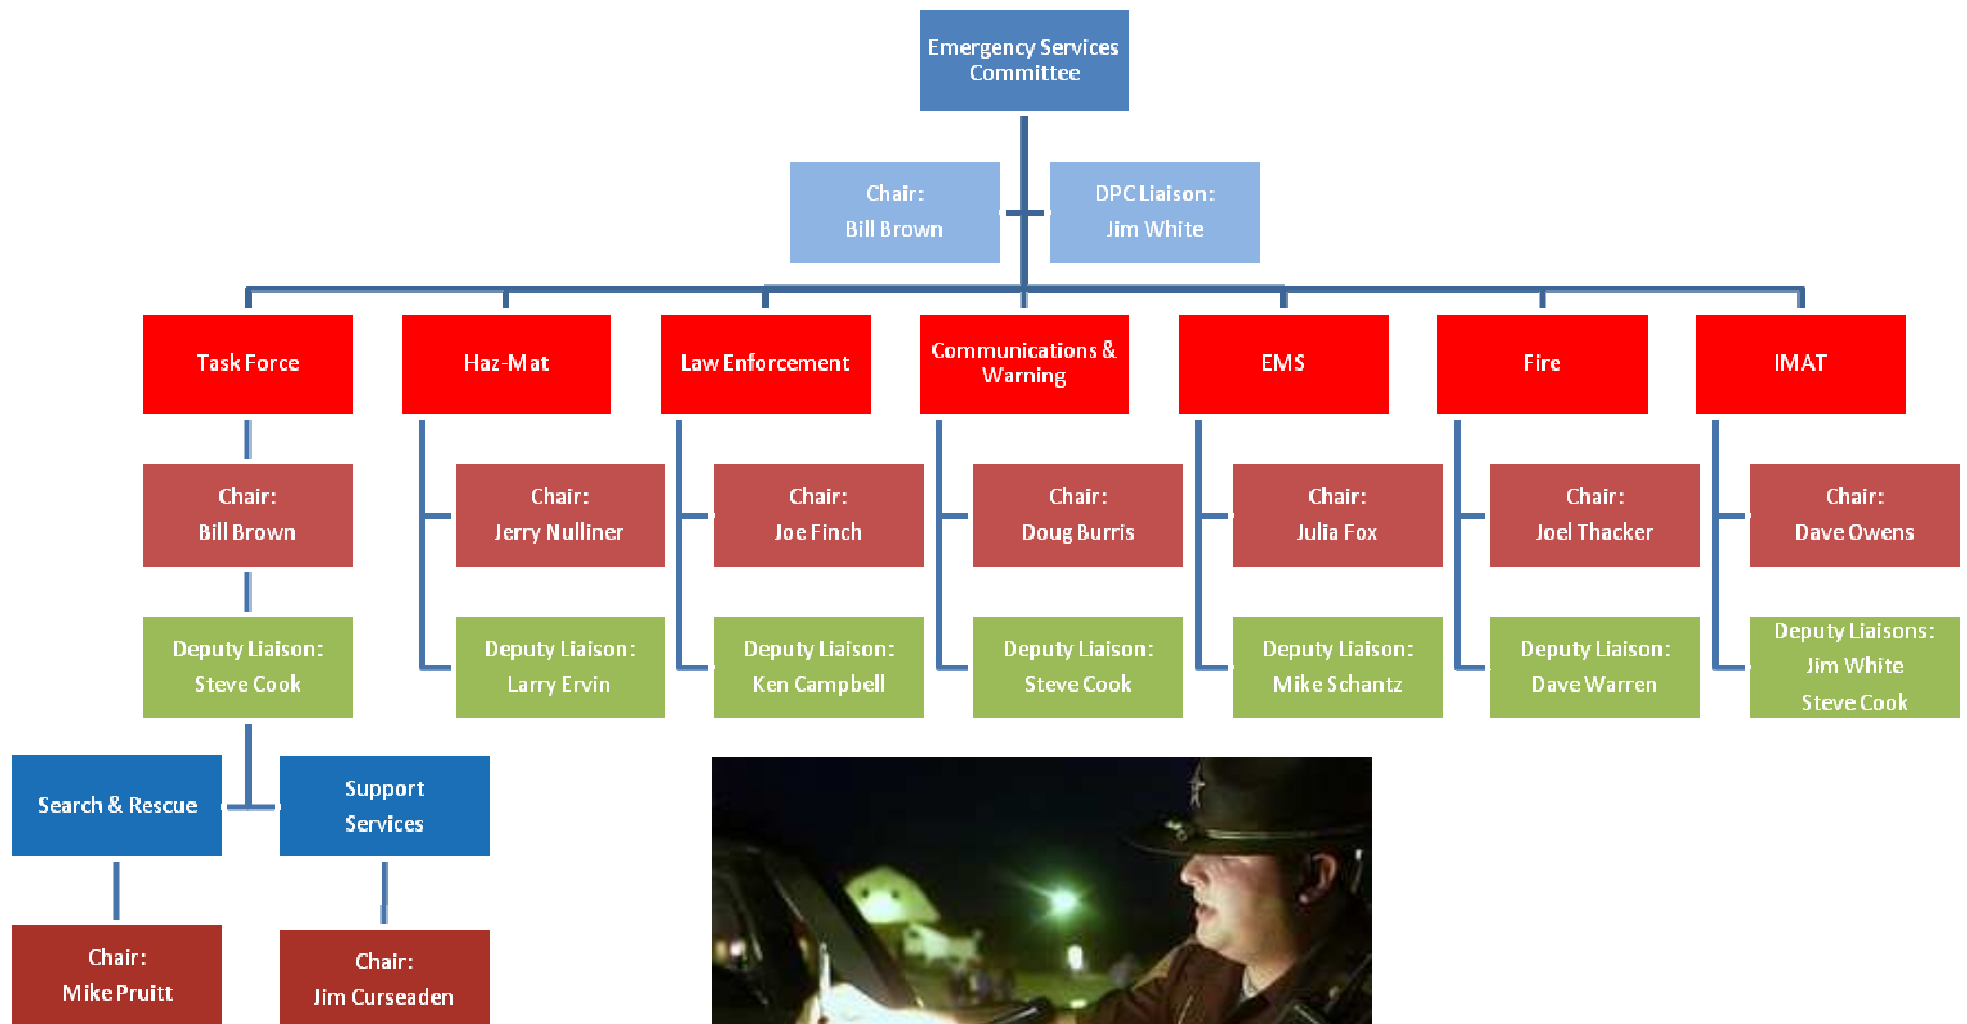 Emergency Services
Committee
Chair:
Bill Brown
DPC Liaison:
Jim White
Task Force
Haz-Mat
Law Enforcement
Communications &
Warning
EMS
Fire
IMAT
Chair:
Bill Brown
Chair:
Jerry Nulliner
Chair:
Joe Finch
Chair:
Doug Burris
Chair:
Julia Fox
Chair:
Joel Thacker
Chair:
Dave Owens
Deputy Liaison:
Steve Cook
Deputy Liaison:
Larry Ervin
Deputy Liaison:
Ken Campbell
Deputy Liaison:
Steve Cook
Deputy Liaison:
Mike Schantz
Deputy Liaison:
Dave Warren
Deputy Liaisons:
Jim White
Steve Cook
Search & Rescue
Support
Services
Chair:
Mike Pruitt
Chair:
Jim Curseaden